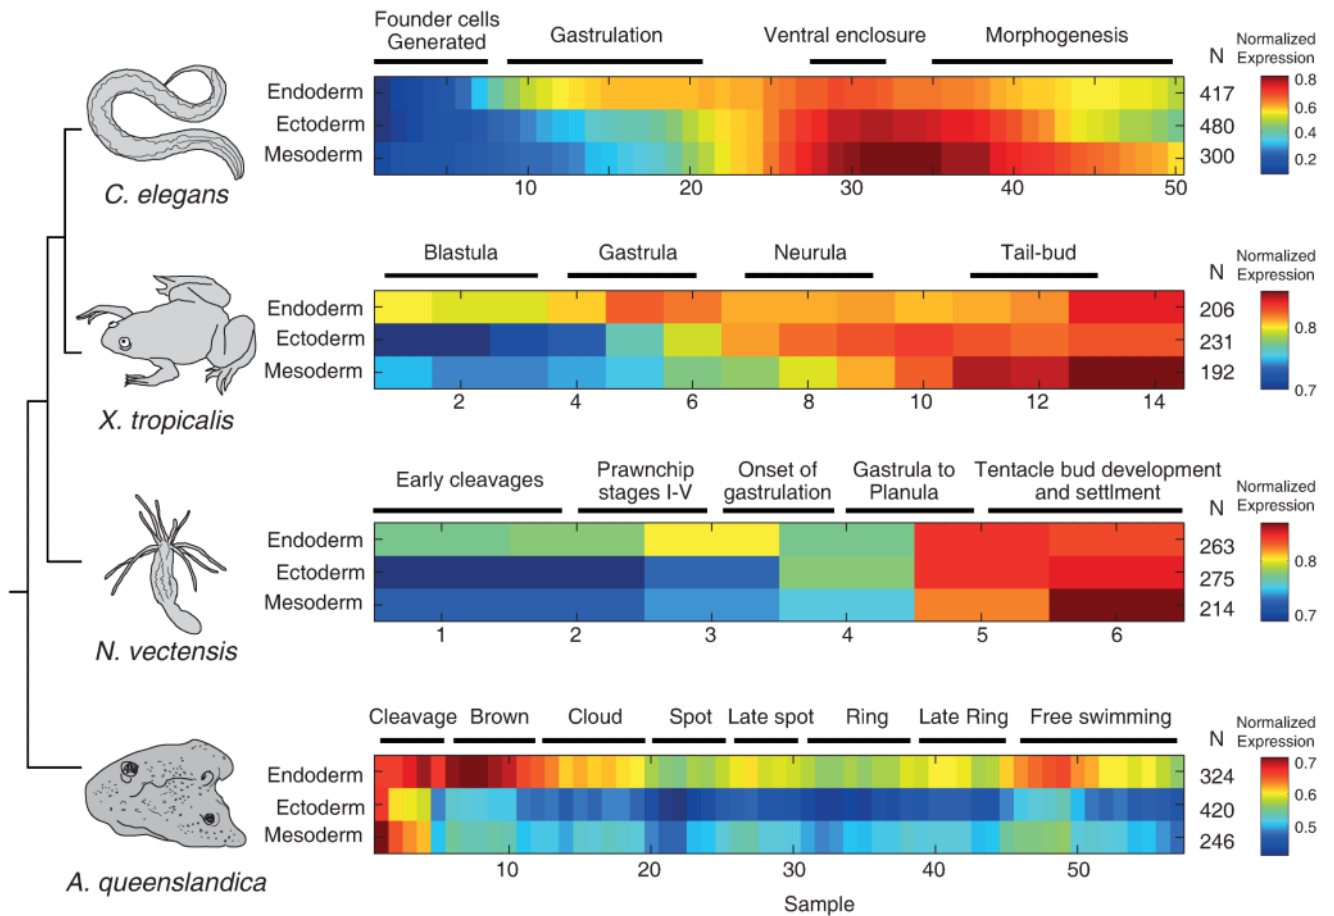 Founder cells
Generated
Gastrulation
Ventral enclosure
Morphogenesis
N
Normalized
Expression
Endoderm
417
Ectoderm
480
Mesoderm
300
0.8
0.6
0.4
0.2
10
20
30
40
50
C. elegans
Blastula
Gastrula
Neurula
Tail-bud
N
Normalized
Expression
Endoderm
206
Ectoderm
231
Mesoderm
192
0.8
0.7
2
4
6
8
10
12
14
X. tropicalis
Early cleavages
Prawnchip
stages I-V
Onset of
gastrulation
Gastrula to
Planula
Tentacle bud development
and settlment
N
Normalized
Expression
Endoderm
263
Ectoderm
275
Mesoderm
214
0.8
0.7
1
2
3
4
5
6
N. vectensis
Cleavage
Brown
Cloud
Spot
Late spot
Ring
Late Ring
Free swimming
N
Normalized
Expression
Endoderm
324
Ectoderm
420
Mesoderm
246
0.7
0.6
0.5
10
20
30
40
50
A. queenslandica
Sample